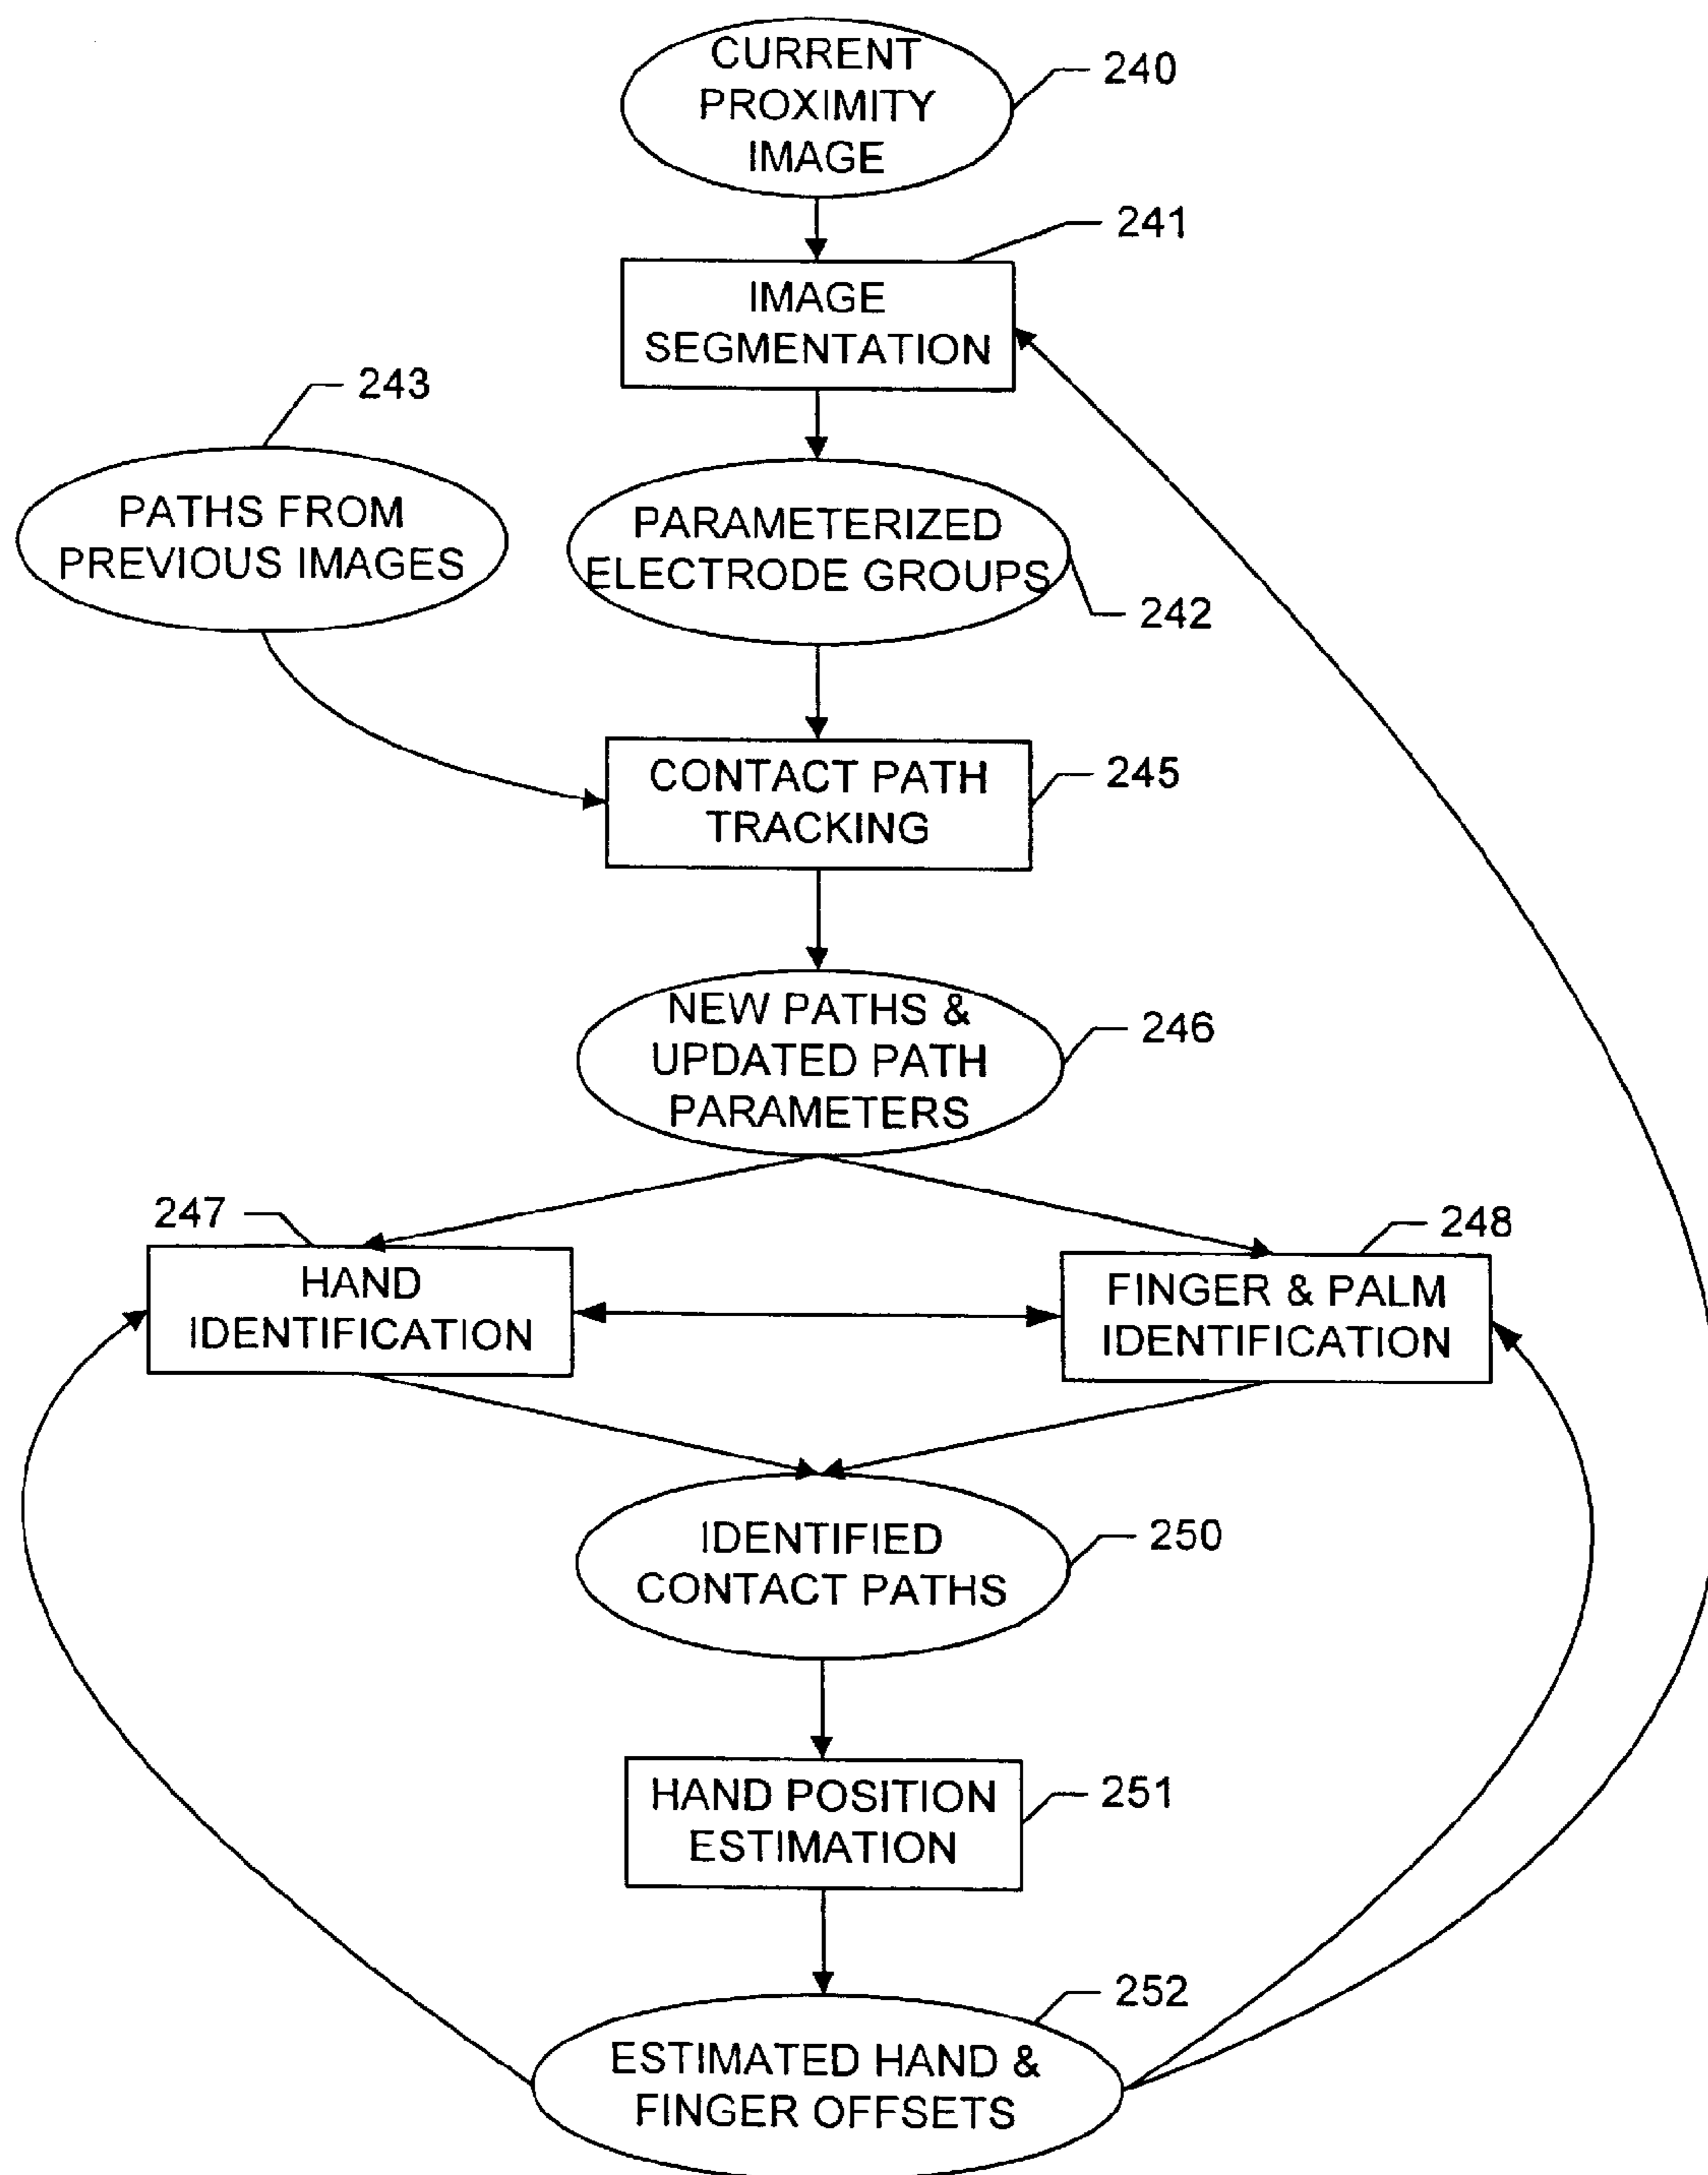 CURRENT
PROXIMITY
IMAGE
240
241
IMAGE
SEGMENTATION
243
PATHS FROM
PREVIOUS IMAGES
PARAMETERIZED
ELECTRODE GROUPS
242
CONTACT PATH
TRACKING
245
NEW PATHS &
UPDATED PATH
PARAMETERS
246
247
HAND
IDENTIFICATION
248
FINGER & PALM
IDENTIFICATION
IDENTIFIED
CONTACT PATHS
250
HAND POSITION
ESTIMATION
251
252
ESTIMATED HAND &
FINGER OFFSETS